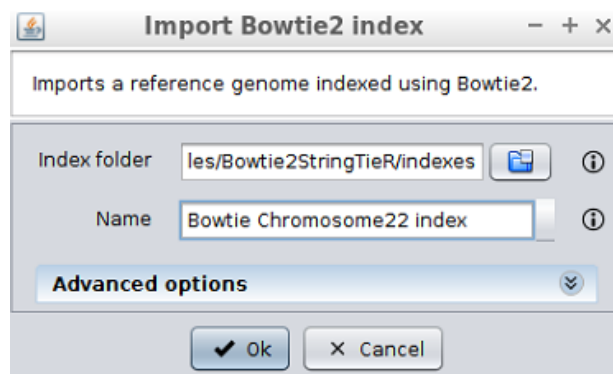 Import Bowtie2 index
Imports a reference genome indexed using Bowtie2.
Index folder les/Bowtie2StringTieR/indexes
Name Bowtie Chromosome22 index
Advanced options
Ok Cancel